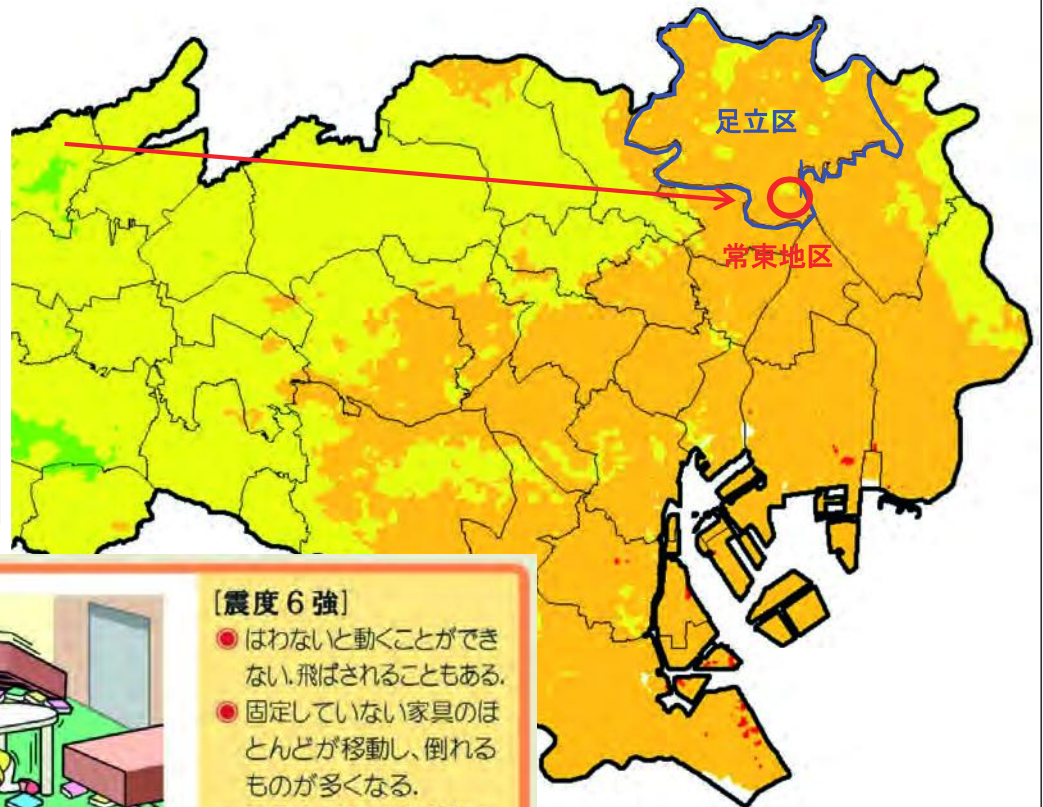 足立区
常東地区
[震度6強]
● はわないと動くことができ
ない.飛ばされることもある.
● 固定していない家具のほ
とんどが移動し、倒れる
ものが多くなる.